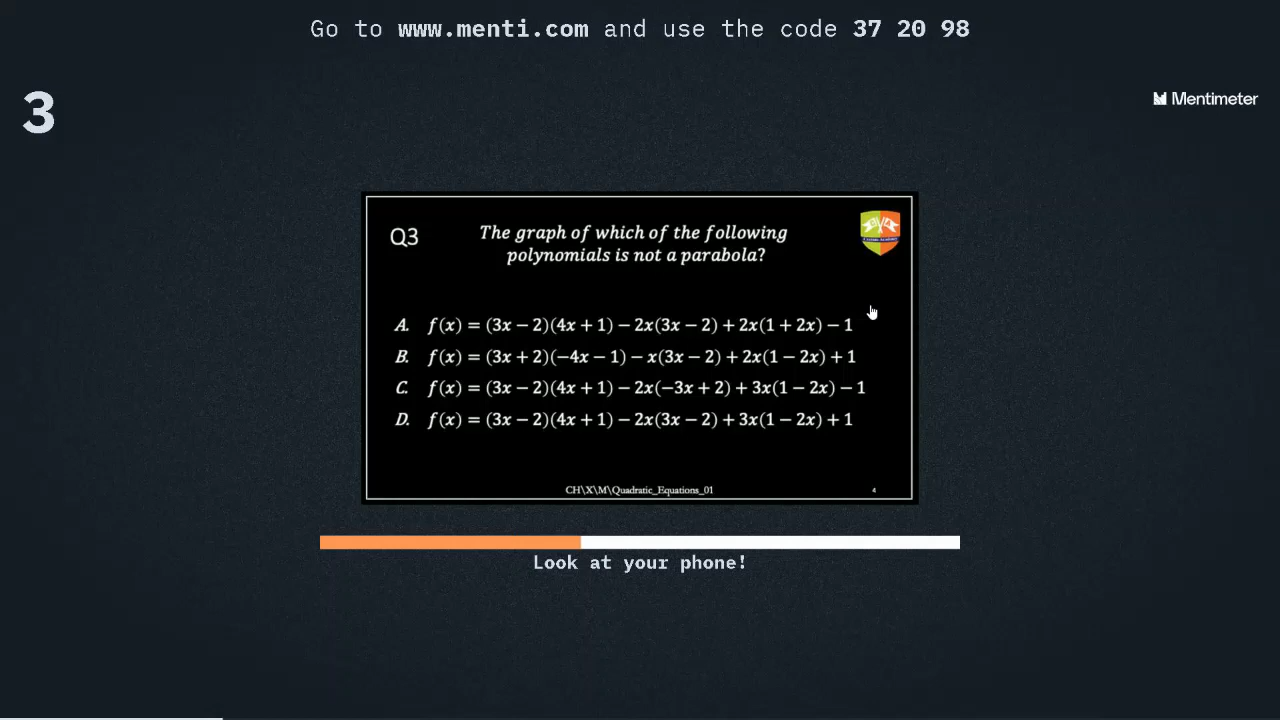 Go to www.menti.com and use the code 37 20 98
3
Mentimeter
Q3
The graph of which of the following
polynomials is not a parabola?
A. f(x) = (3x − 2)(4x + 1) − 2x(3x − 2) + 2x(1 + 2x) − 1
B. f(x) = (3x + 2)(−4x − 1) − x(3x − 2) + 2x(1 − 2x) + 1
C. f(x) = (3x − 2)(4x + 1) − 2x(−3x + 2) + 3x(1 − 2x) − 1
D. f(x) = (3x − 2)(4x + 1) − 2x(3x − 2) + 3x(1 − 2x) + 1
CH\X\M\Quadratic_Equations_01
4
Look at your phone!